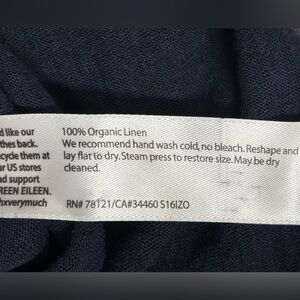 d like our
thes back.
cycle them at
ur US stores
nd support
REEN EILEEN.
hxverymuch
100% Organic Linen
We recommend hand wash cold, no bleach. Reshape and
lay flat to dry. Steam press to restore size. May be dry
cleaned.
RN# 78121/CA#34460 S16IZO